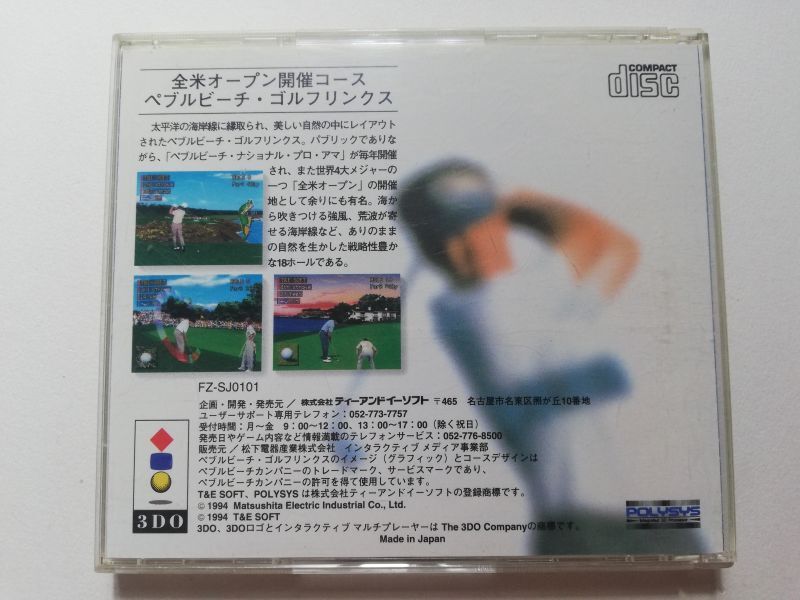 COMPACT
disc
全米オープン開催コース
ペブルビーチ・ゴルフリンクス
太平洋の海岸線に縁取られ、美しい自然の中にレイアウト
されたペブルビーチ・ゴルフリンクス。パブリックでありな
がら、「ペブルビーチ・ナショナル・プロ・アマ」が毎年開催
され、また世界4大メジャーの
一つ「全米オープン」の開催
地として余りにも有名。海か
ら吹きつける強風、荒波が寄
せる海岸線など、ありのまま
の自然を生かした戦略性豊か
な18ホールである。
FZ-SJ0101
企画・開発・発売元／株式会社ティーアンドイーソフト 〒465 名古屋市名東区照が丘10番地
ユーザーサポート専用テレフォン：052-773-7757
受付時間：月〜金 9：00〜12：00、13：00〜17：00（除く祝日）
発売日やゲーム内容など情報満載のテレフォンサービス：052-776-8500
販売元／松下電器産業株式会社 インタラクティブ メディア事業部
ペブルビーチ・ゴルフリンクスのイメージ（グラフィック）とコースデザインは
ペブルビーチカンパニーのトレードマーク、サービスマークであり、
ペブルビーチカンパニーの許可を得て使用しています。
T&E SOFT、POLYSYS は株式会社ティーアンドイーソフトの登録商標です。
© 1994 Matsushita Electric Industrial Co., Ltd.
© 1994 T&E SOFT
3DO、3DOロゴとインタラクティブ マルチプレーヤーは The 3DO Companyの商標です。
Made in Japan
3DO
POLYSYS